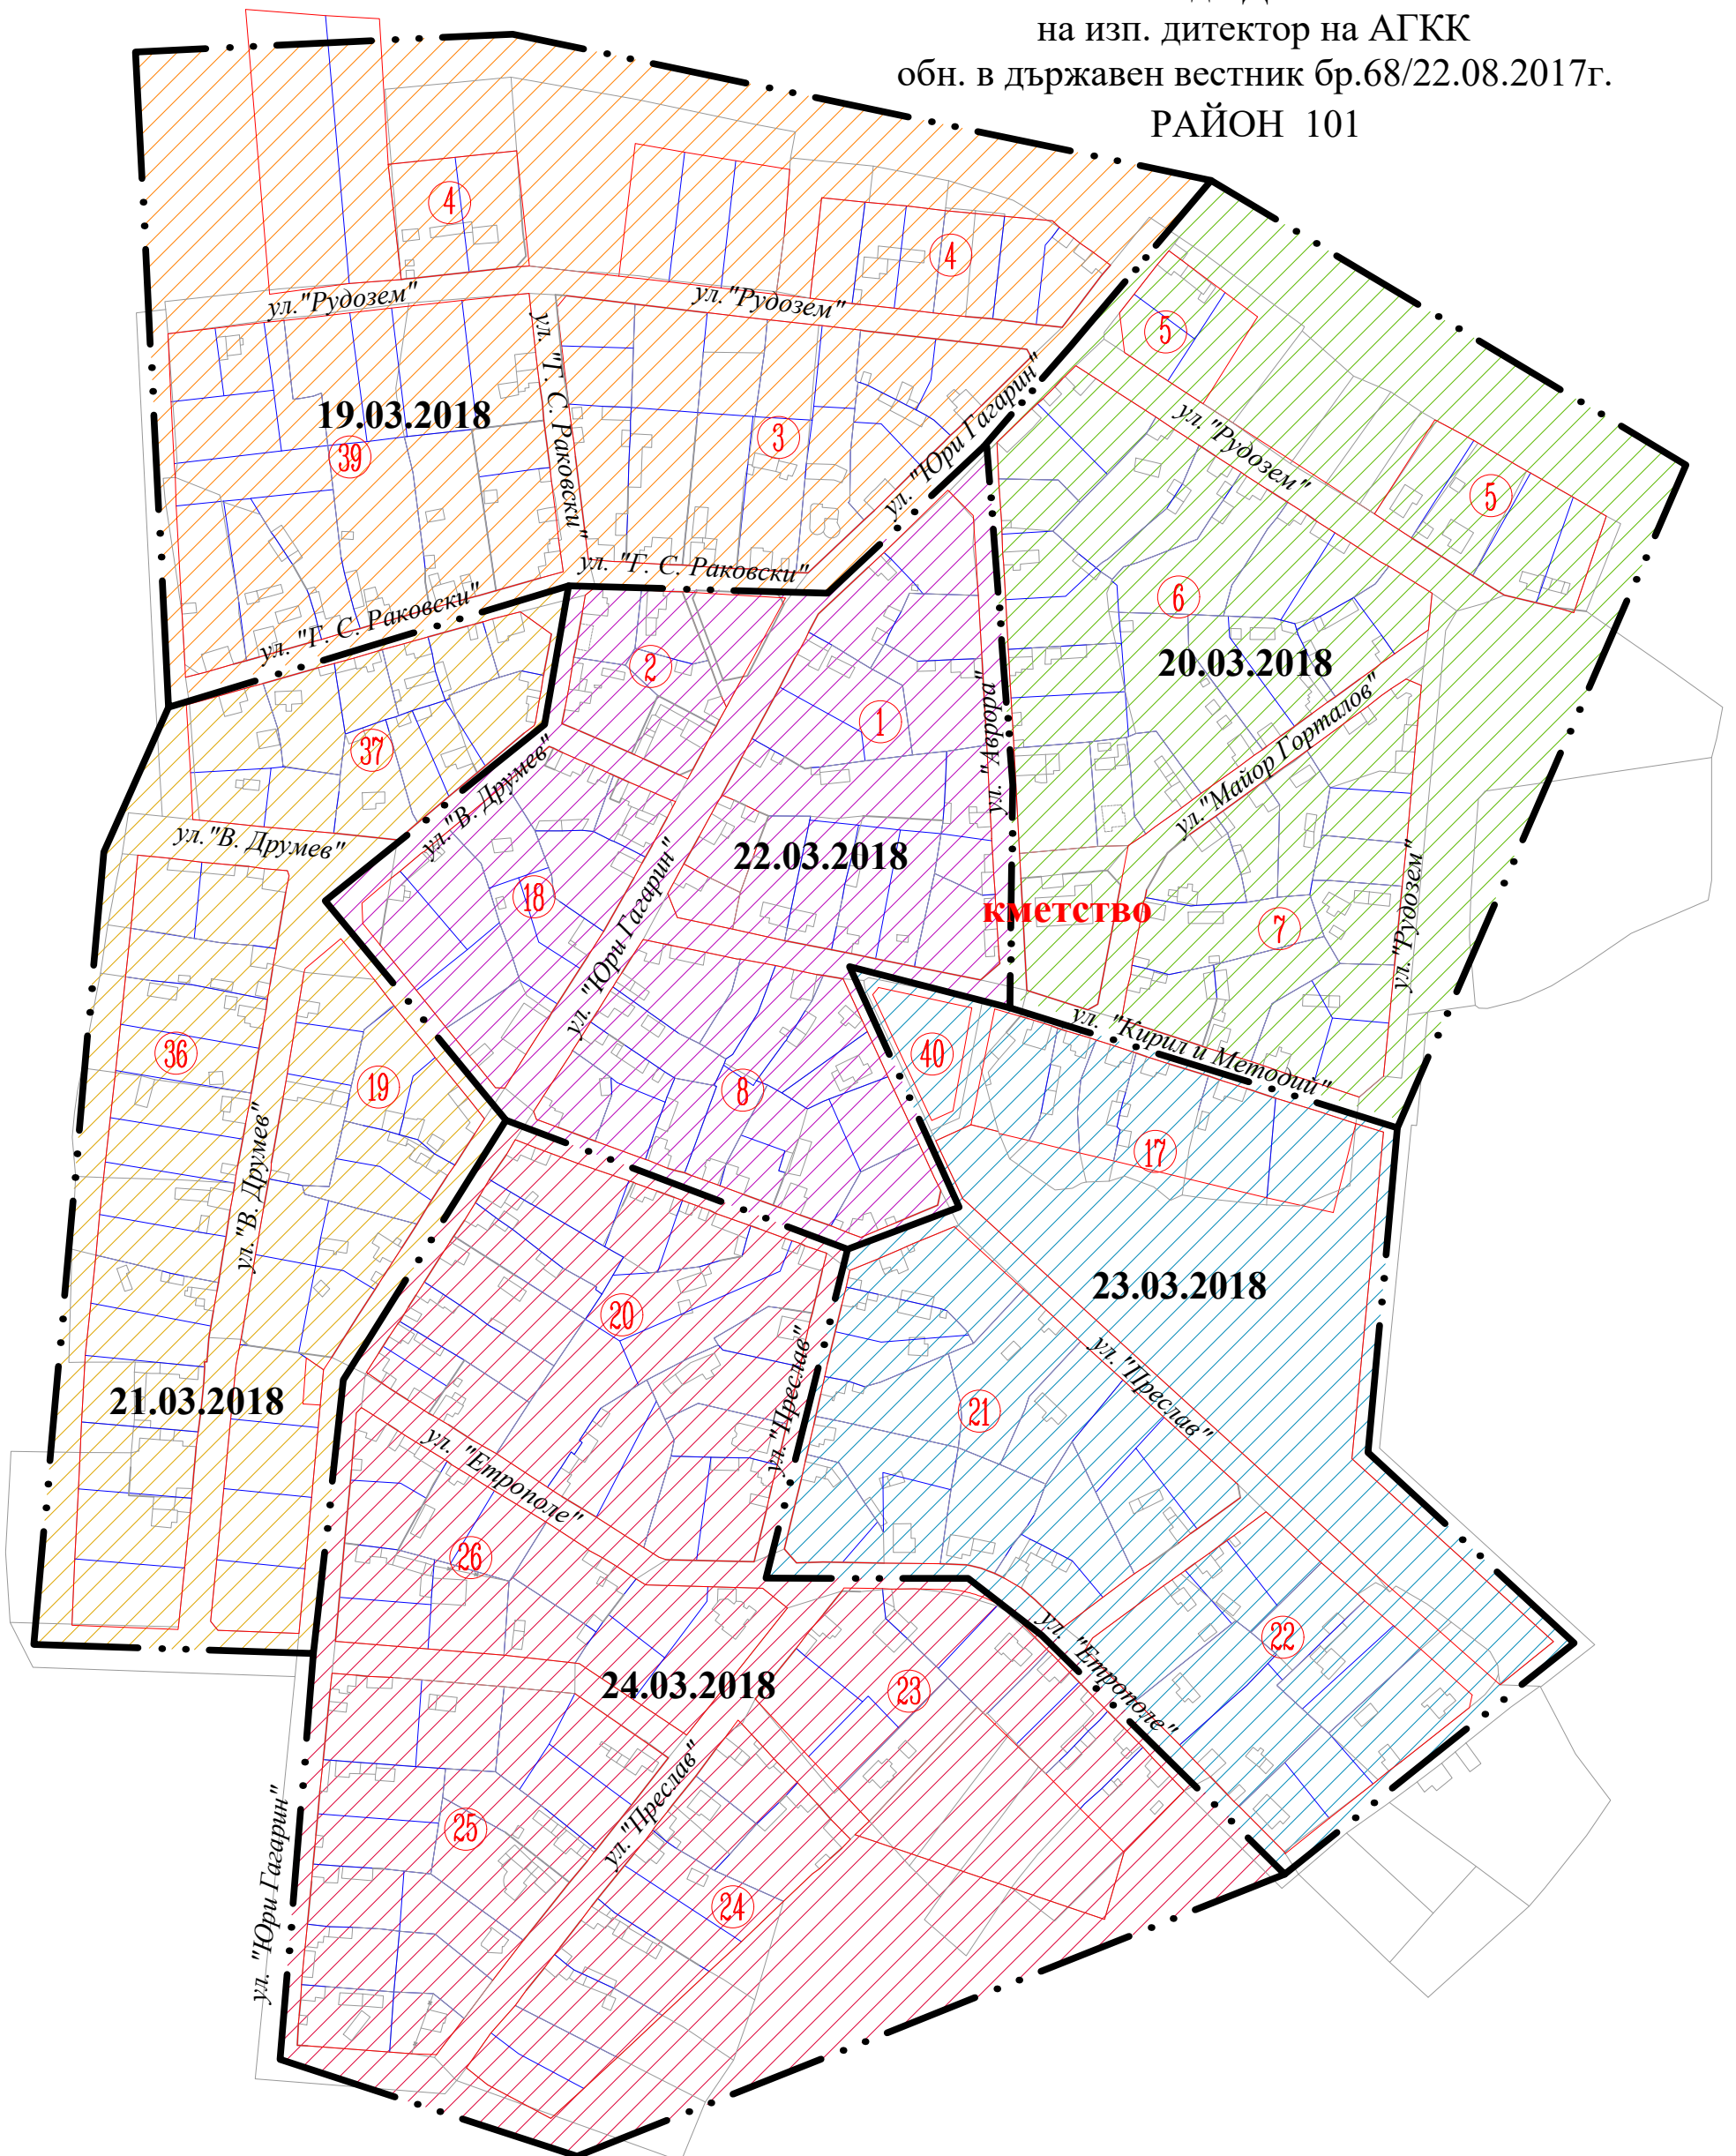 на изп. дитектор на АГКК
обн. в държавен вестник бр.68/22.08.2017г.
РАЙОН 101
4
4
ул."Рудозем"
ул."Рудозем"
5
ул. "Г. С. Раковски"
19.03.2018
39
3
ул. "Юри Гагарин"
ул."Рудозем"
5
ул. "Г. С. Раковски"
ул. "Г. С. Раковски"
6
20.03.2018
2
1
37
ул. "Аврора"
ул."Майор Горталов"
ул."В. Друмев"
ул."В. Друмев"
22.03.2018
18
кметство
7
ул."Рудозем"
ул. "Юри Гагарин"
36
19
8
40
ул. "Кирил и Методий"
17
ул."В. Друмев"
23.03.2018
20
ул."Преслав"
ул."Преслав"
21.03.2018
21
ул. "Етрополе"
26
22
ул. "Етрополе"
24.03.2018
23
ул."Преслав"
25
24
ул. "Юри Гагарин"